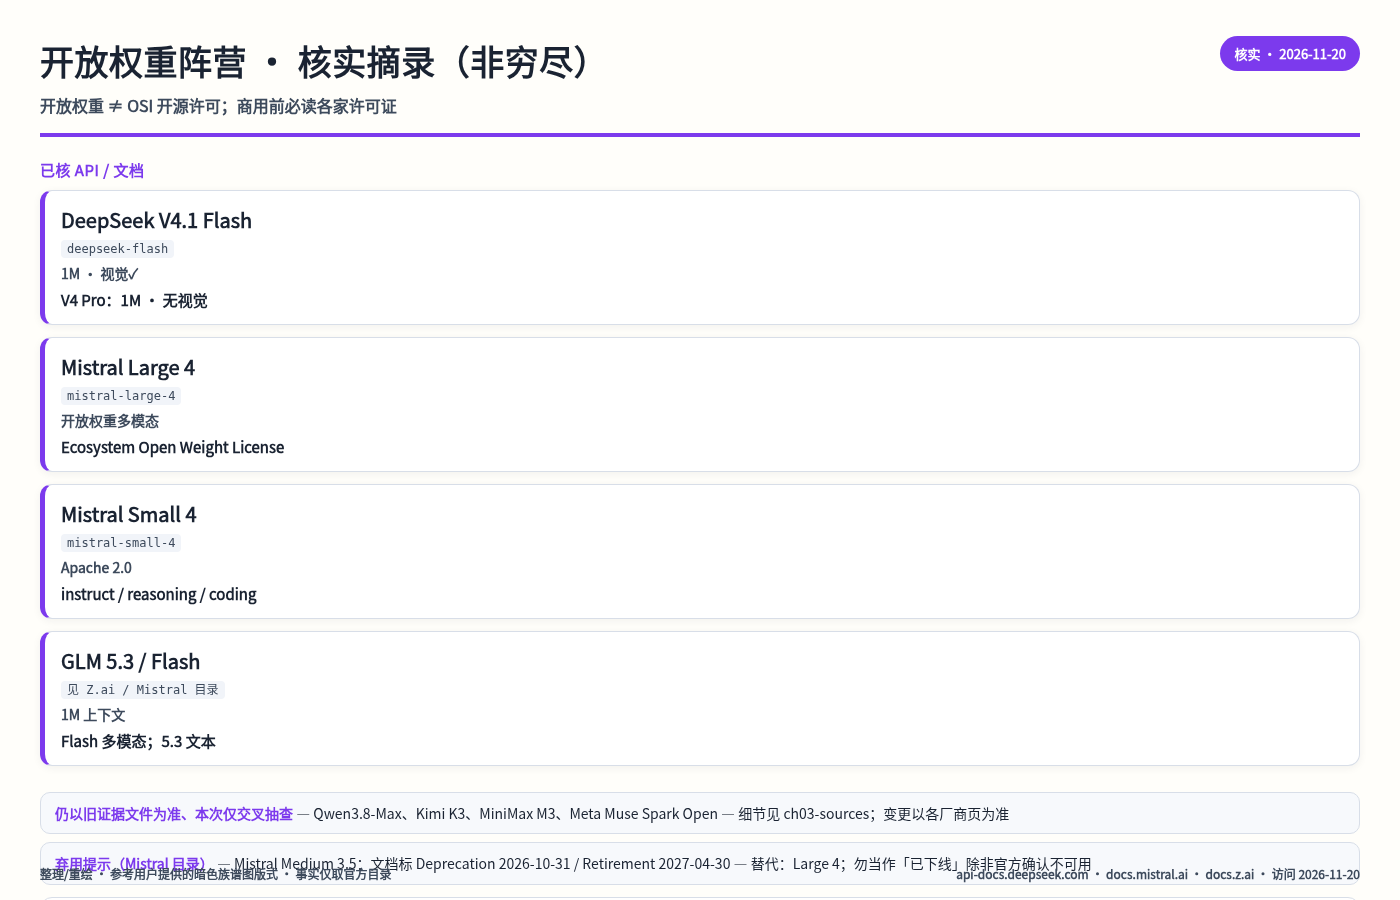 开放权重阵营 · 核实摘录（非穷尽）
核实 · 2026-11-20
开放权重 ≠ OSI 开源许可；商用前必读各家许可证
已核 API / 文档
DeepSeek V4.1 Flash
deepseek-flash
1M · 视觉✓
V4 Pro：1M · 无视觉
Mistral Large 4
mistral-large-4
开放权重多模态
Ecosystem Open Weight License
Mistral Small 4
mistral-small-4
Apache 2.0
instruct / reasoning / coding
GLM 5.3 / Flash
见 Z.ai / Mistral 目录
1M 上下文
Flash 多模态；5.3 文本
仍以旧证据文件为准、本次仅交叉抽查 — Qwen3.8-Max、Kimi K3、MiniMax M3、Meta Muse Spark Open — 细节见 ch03-sources；变更以各厂商页为准
弃用提示（Mistral 目录） — Mistral Medium 3.5：文档标 Deprecation 2026-10-31 / Retirement 2027-04-30 — 替代：Large 4；勿当作「已下线」除非官方确认不可用
整理/重绘 · 参考用户提供的暗色族谱图版式 · 事实仅取官方目录
api-docs.deepseek.com · docs.mistral.ai · docs.z.ai · 访问 2026-11-20